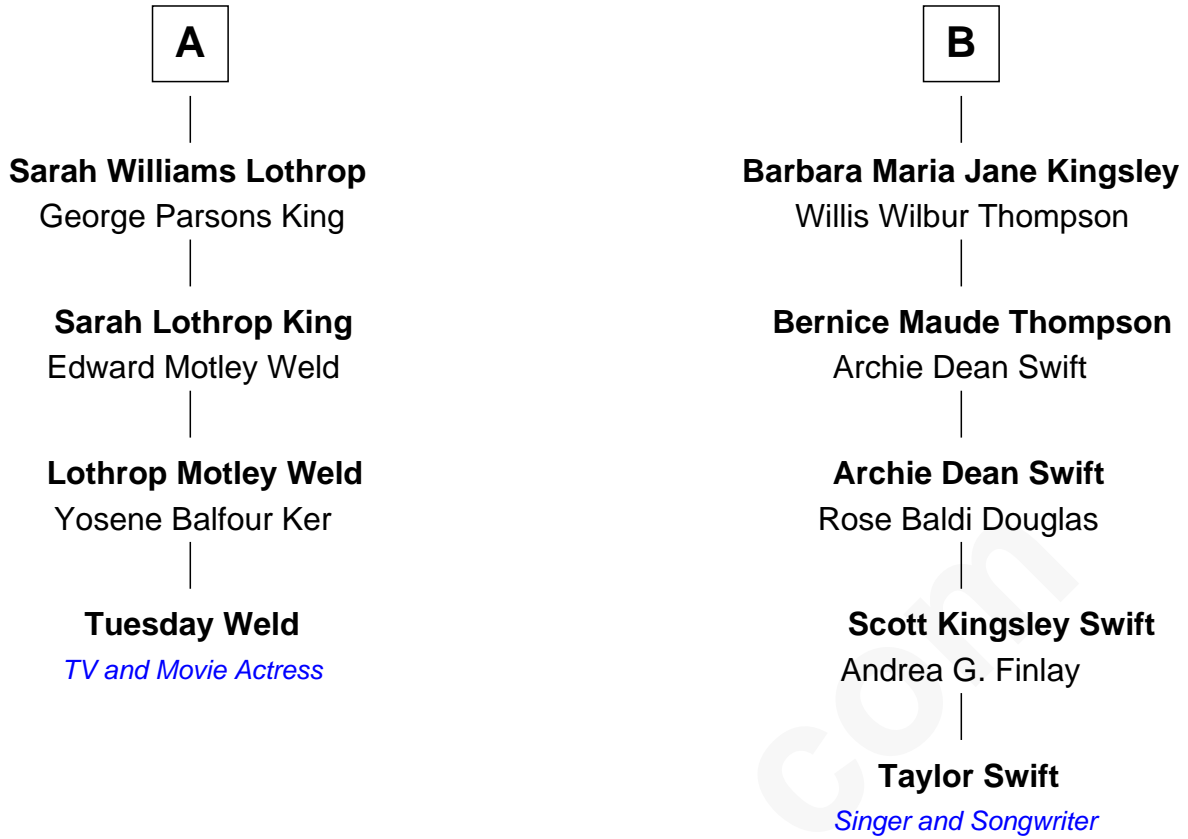 A
Sarah Williams Lothrop
George Parsons King
Sarah Lothrop King
Edward Motley Weld
Lothrop Motley Weld
Yosene Balfour Ker
Tuesday Weld
TV and Movie Actress
B
Barbara Maria Jane Kingsley
Willis Wilbur Thompson
Bernice Maude Thompson
Archie Dean Swift
Archie Dean Swift
Rose Baldi Douglas
Scott Kingsley Swift
Andrea G. Finlay
Taylor Swift
Singer and Songwriter
com